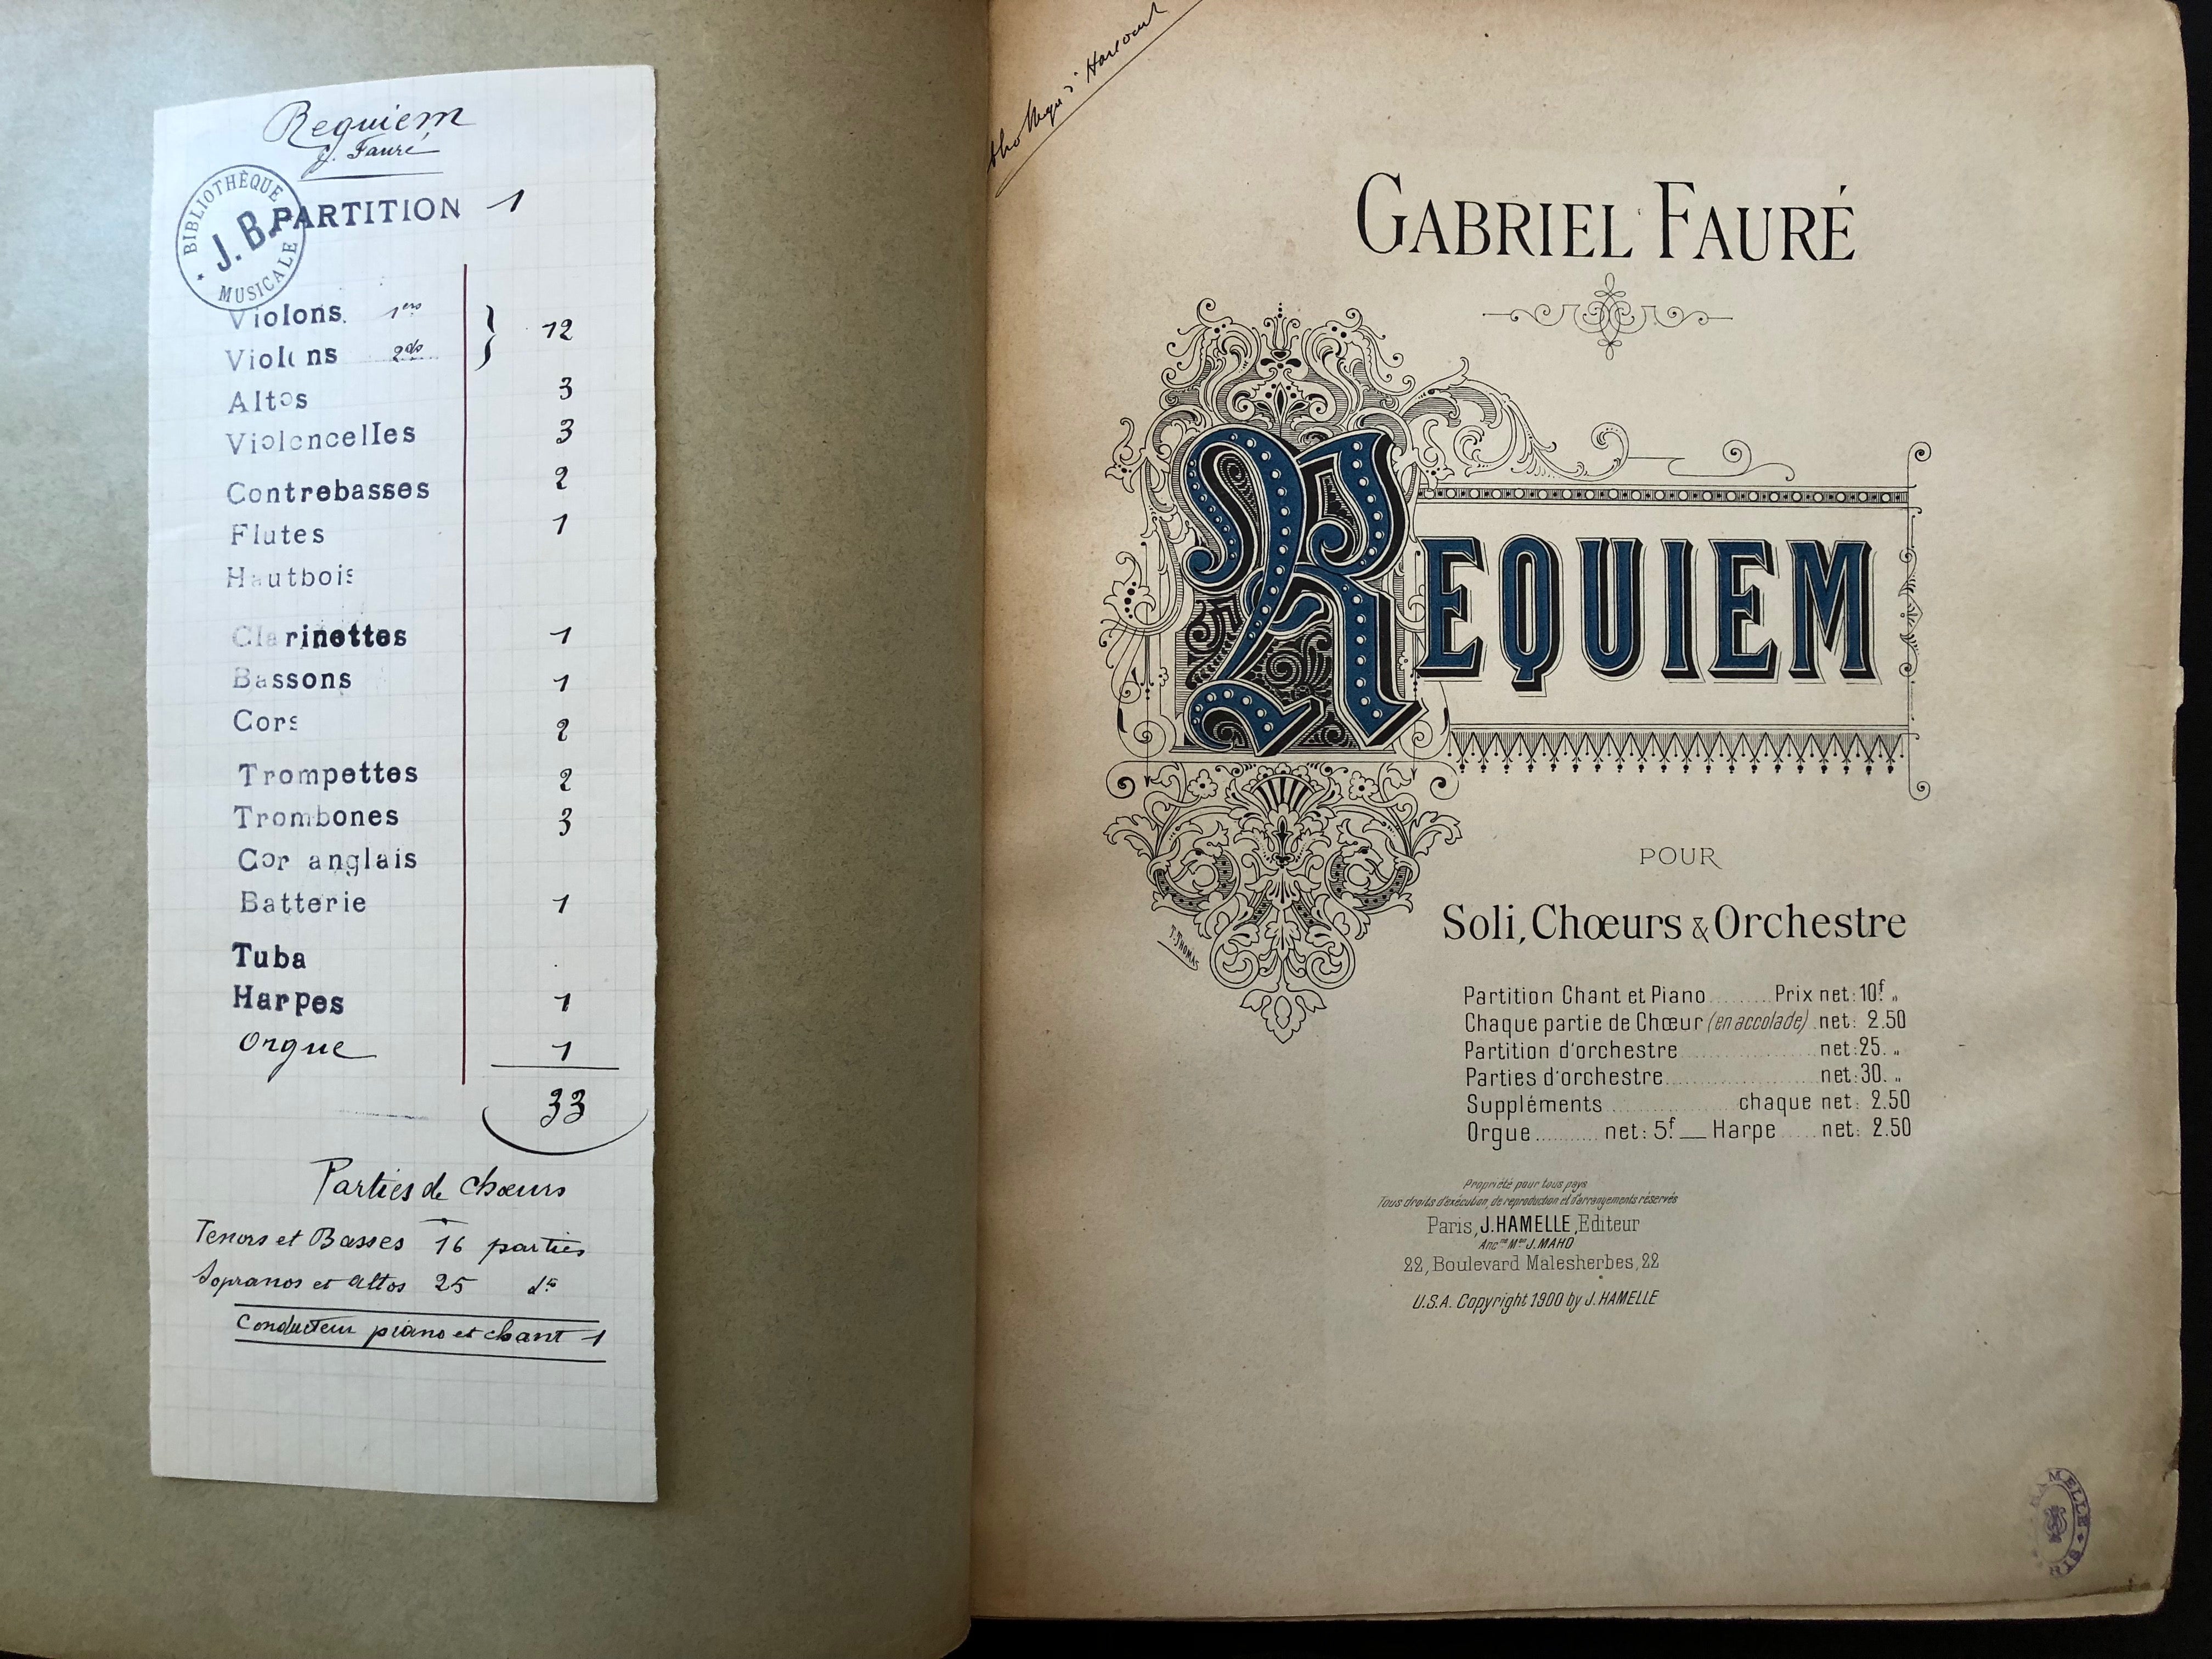 Requiem
G. Fauré
BIBLIOTHÈQUE
J. B.
MUSICALE
PARTITION 1
Violons. 1ers
Violons 2ds } 12
Altos 3
Violoncelles 3
Contrebasses 2
Flutes 1
Hautbois
Clarinettes 1
Bassons 1
Cors 2
Trompettes 2
Trombones 3
Cor anglais
Batterie 1
Tuba
Harpes 1
Orgue 1
33
Parties de Chœurs
Tenors et Basses 16 parties
Sopranos et Altos 25 do
Conducteur piano et chant 1
d'Harcourt
GABRIEL FAURÉ
REQUIEM
T. THOMAS
POUR
Soli, Chœurs & Orchestre
Partition Chant et Piano.........Prix net: 10f „
Chaque partie de Chœur (en accolade). net: 2.50
Partition d'orchestre.........net: 25. „
Parties d'orchestre.........net: 30. „
Suppléments.........chaque net: 2.50
Orgue.........net: 5f — Harpe.....net: 2.50
Propriété pour tous pays
Tous droits d'exécution, de reproduction et d'arrangements réservés
Paris, J. HAMELLE, Editeur
Ancne Mon J. MAHO
22, Boulevard Malesherbes, 22
U.S.A. Copyright 1900 by J. HAMELLE
HAMELLE